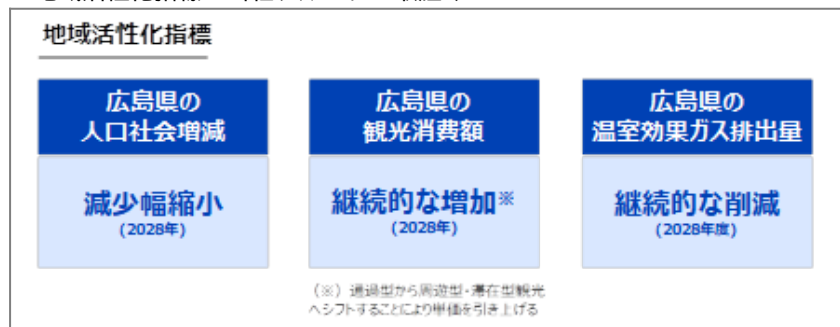 地域活性化指標
広島県の
人口社会増減
減少幅縮小
(2028年)
広島県の
観光消費額
継続的な増加※
(2028年)
(※) 通過型から周遊型・滞在型観光
へシフトすることにより単価を引き上げる
広島県の
温室効果ガス排出量
継続的な削減
(2028年度)